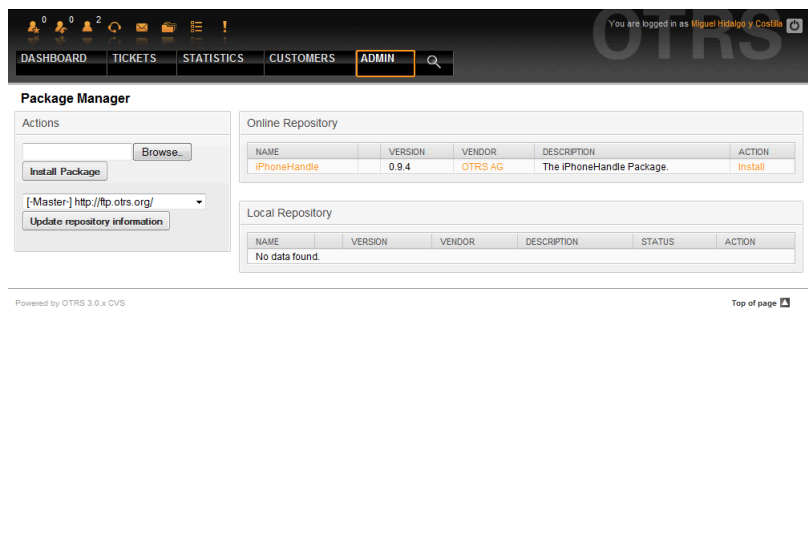 0 0 2 !
OTRS
You are logged in as Miguel Hidalgo y Costilla
DASHBOARD TICKETS STATISTICS CUSTOMERS ADMIN
Package Manager
Actions
Browse..
Install Package
[-Master-] http://ftp.otrs.org/
Update repository information
Online Repository
NAME VERSION VENDOR DESCRIPTION ACTION
iPhoneHandle 0.9.4 OTRS AG The iPhoneHandle Package. Install
Local Repository
NAME VERSION VENDOR DESCRIPTION STATUS ACTION
No data found.
Powered by OTRS 3.0.x CVS
Top of page